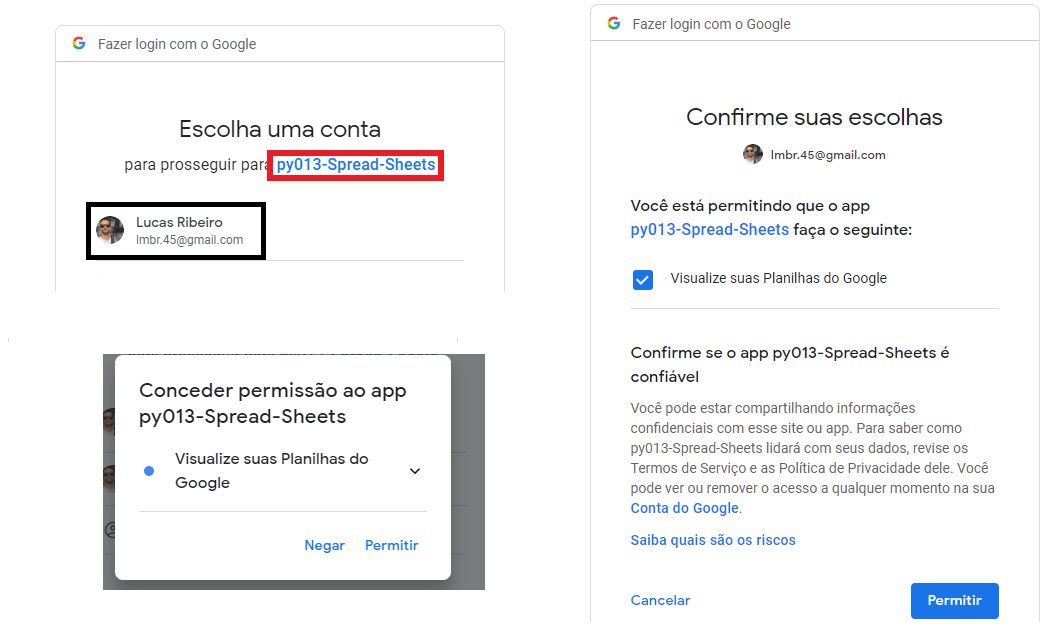 Fazer login com o Google
Escolha uma conta
para prosseguir para py013-Spread-Sheets
Lucas Ribeiro
lmbr.45@gmail.com
Conceder permissão ao app
py013-Spread-Sheets
Visualize suas Planilhas do
Google
Negar Permitir
Fazer login com o Google
Confirme suas escolhas
lmbr.45@gmail.com
Você está permitindo que o app
py013-Spread-Sheets faça o seguinte:
Visualize suas Planilhas do Google
Confirme se o app py013-Spread-Sheets é
confiável
Você pode estar compartilhando informações
confidenciais com esse site ou app. Para saber como
py013-Spread-Sheets lidará com seus dados, revise os
Termos de Serviço e as Política de Privacidade dele. Você
pode ver ou remover o acesso a qualquer momento na sua
Conta do Google.
Saiba quais são os riscos
Cancelar Permitir